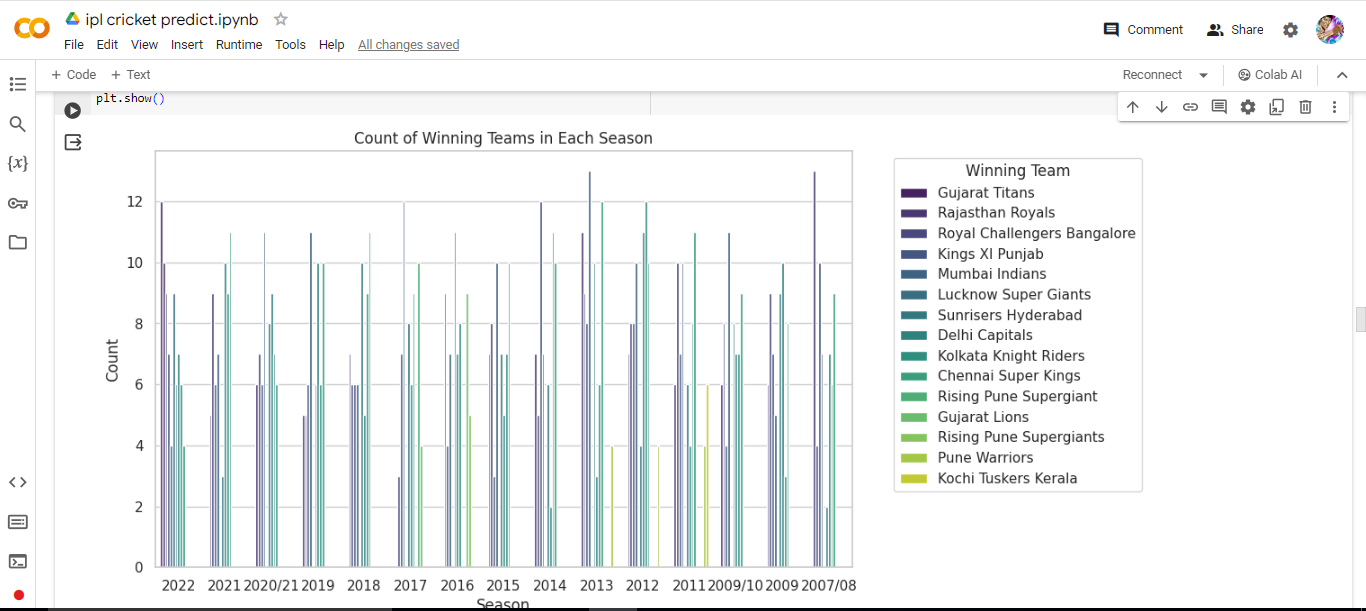 ipl cricket predict.ipynb
File Edit View Insert Runtime Tools Help All changes saved
Comment Share
+ Code + Text
Reconnect Colab AI
plt.show()
Count of Winning Teams in Each Season
Count
12
10
8
6
4
2
0
2022 2021 2020/21 2019 2018 2017 2016 2015 2014 2013 2012 2011 2009/10 2009 2007/08
Season
Winning Team
Gujarat Titans
Rajasthan Royals
Royal Challengers Bangalore
Kings XI Punjab
Mumbai Indians
Lucknow Super Giants
Sunrisers Hyderabad
Delhi Capitals
Kolkata Knight Riders
Chennai Super Kings
Rising Pune Supergiant
Gujarat Lions
Rising Pune Supergiants
Pune Warriors
Kochi Tuskers Kerala
{x}